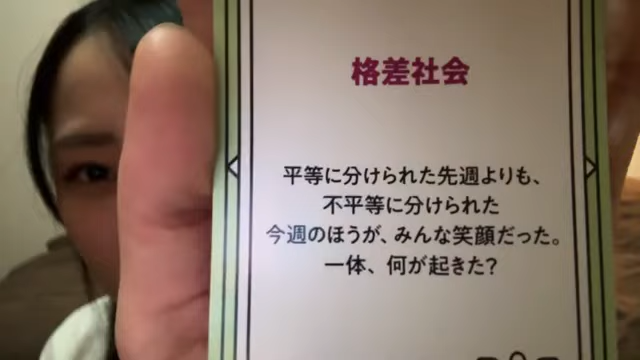 格差社会
平等に分けられた先週よりも、
不平等に分けられた
今週のほうが、みんな笑顔だった。
一体、何が起きた?